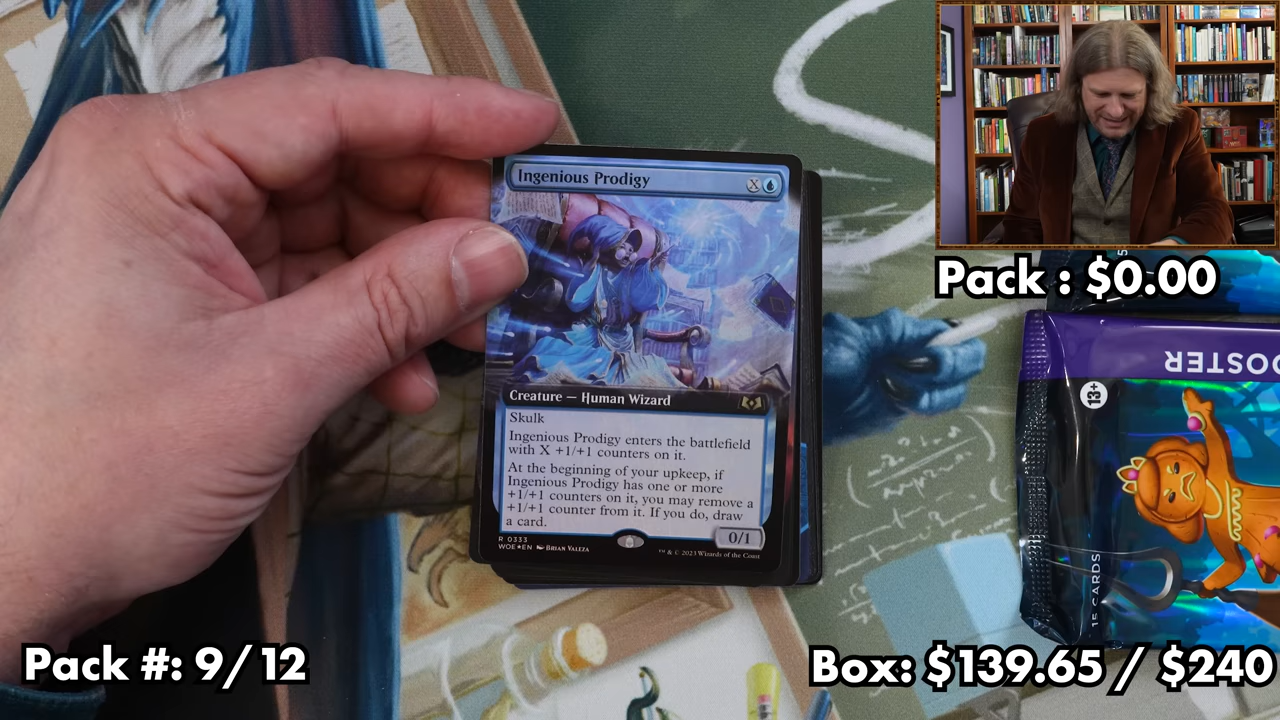 Ingenious Prodigy X
Creature — Human Wizard
Skulk
Ingenious Prodigy enters the battlefield
with X +1/+1 counters on it.
At the beginning of your upkeep, if
Ingenious Prodigy has one or more
+1/+1 counters on it, you may remove a
+1/+1 counter from it. If you do, draw
a card.
0/1
R 0333
WOE EN BRIAN VALEZA
™ & © 2023 Wizards of the Coast
Pack : $0.00
OOSTER
13+
15 CARDS
Pack #: 9/12
Box: $139.65 / $240